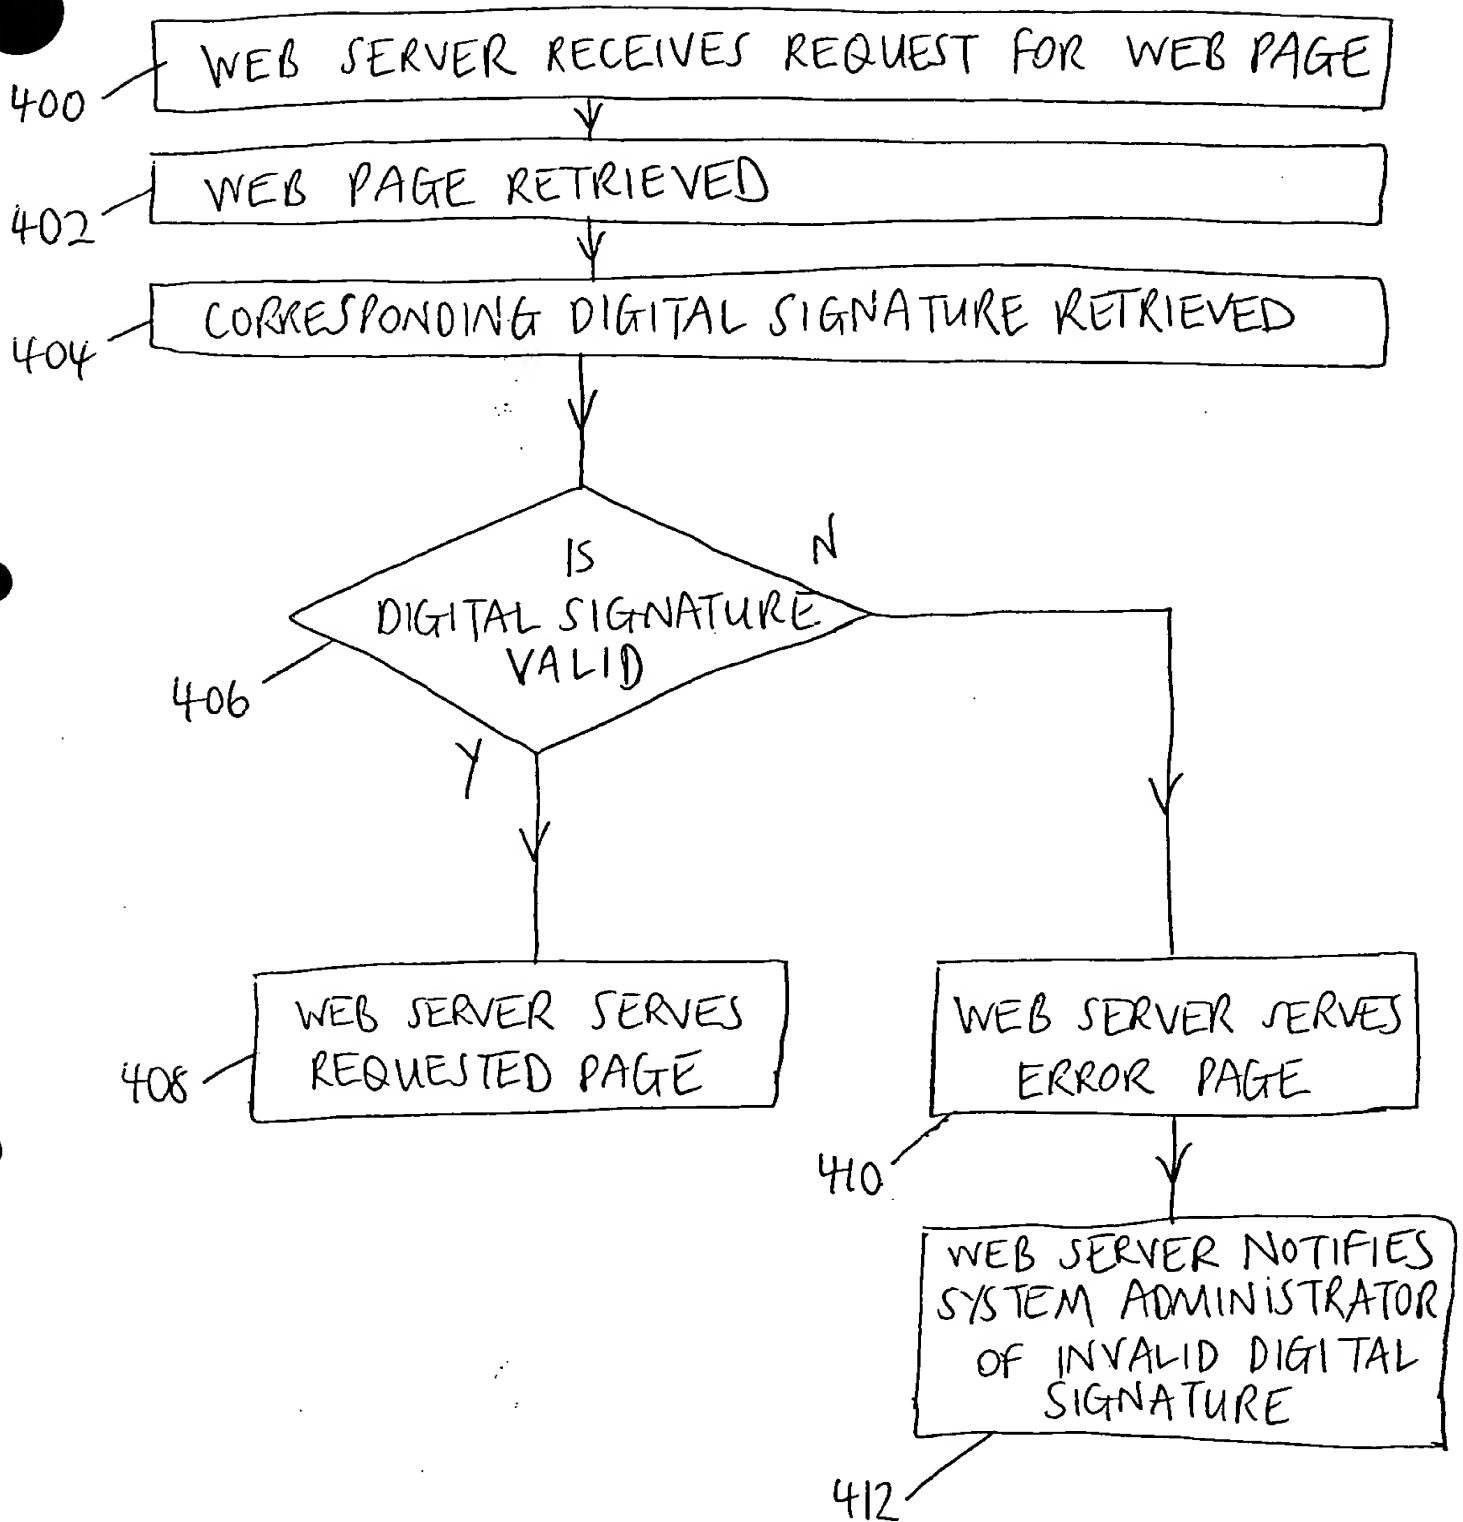 WEB SERVER RECEIVES REQUEST FOR WEB PAGE
400
WEB PAGE RETRIEVED
402
CORRESPONDING DIGITAL SIGNATURE RETRIEVED
404
N
IS
DIGITAL SIGNATURE
VALID
406
Y
WEB SERVER SERVES
REQUESTED PAGE
408
WEB SERVER SERVES
ERROR PAGE
410
WEB SERVER NOTIFIES
SYSTEM ADMINISTRATOR
OF INVALID DIGITAL
SIGNATURE
412